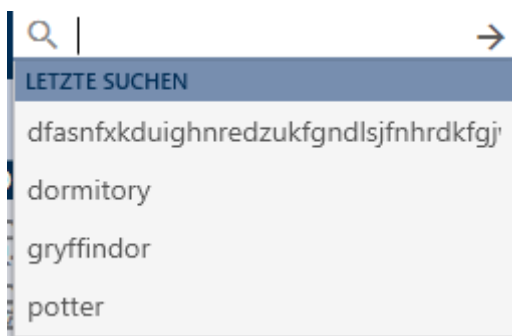 LETZTE SUCHEN
dfasnfxkduighnredzukfgndlsjfnhrdkfgj
dormitory
gryffindor
potter